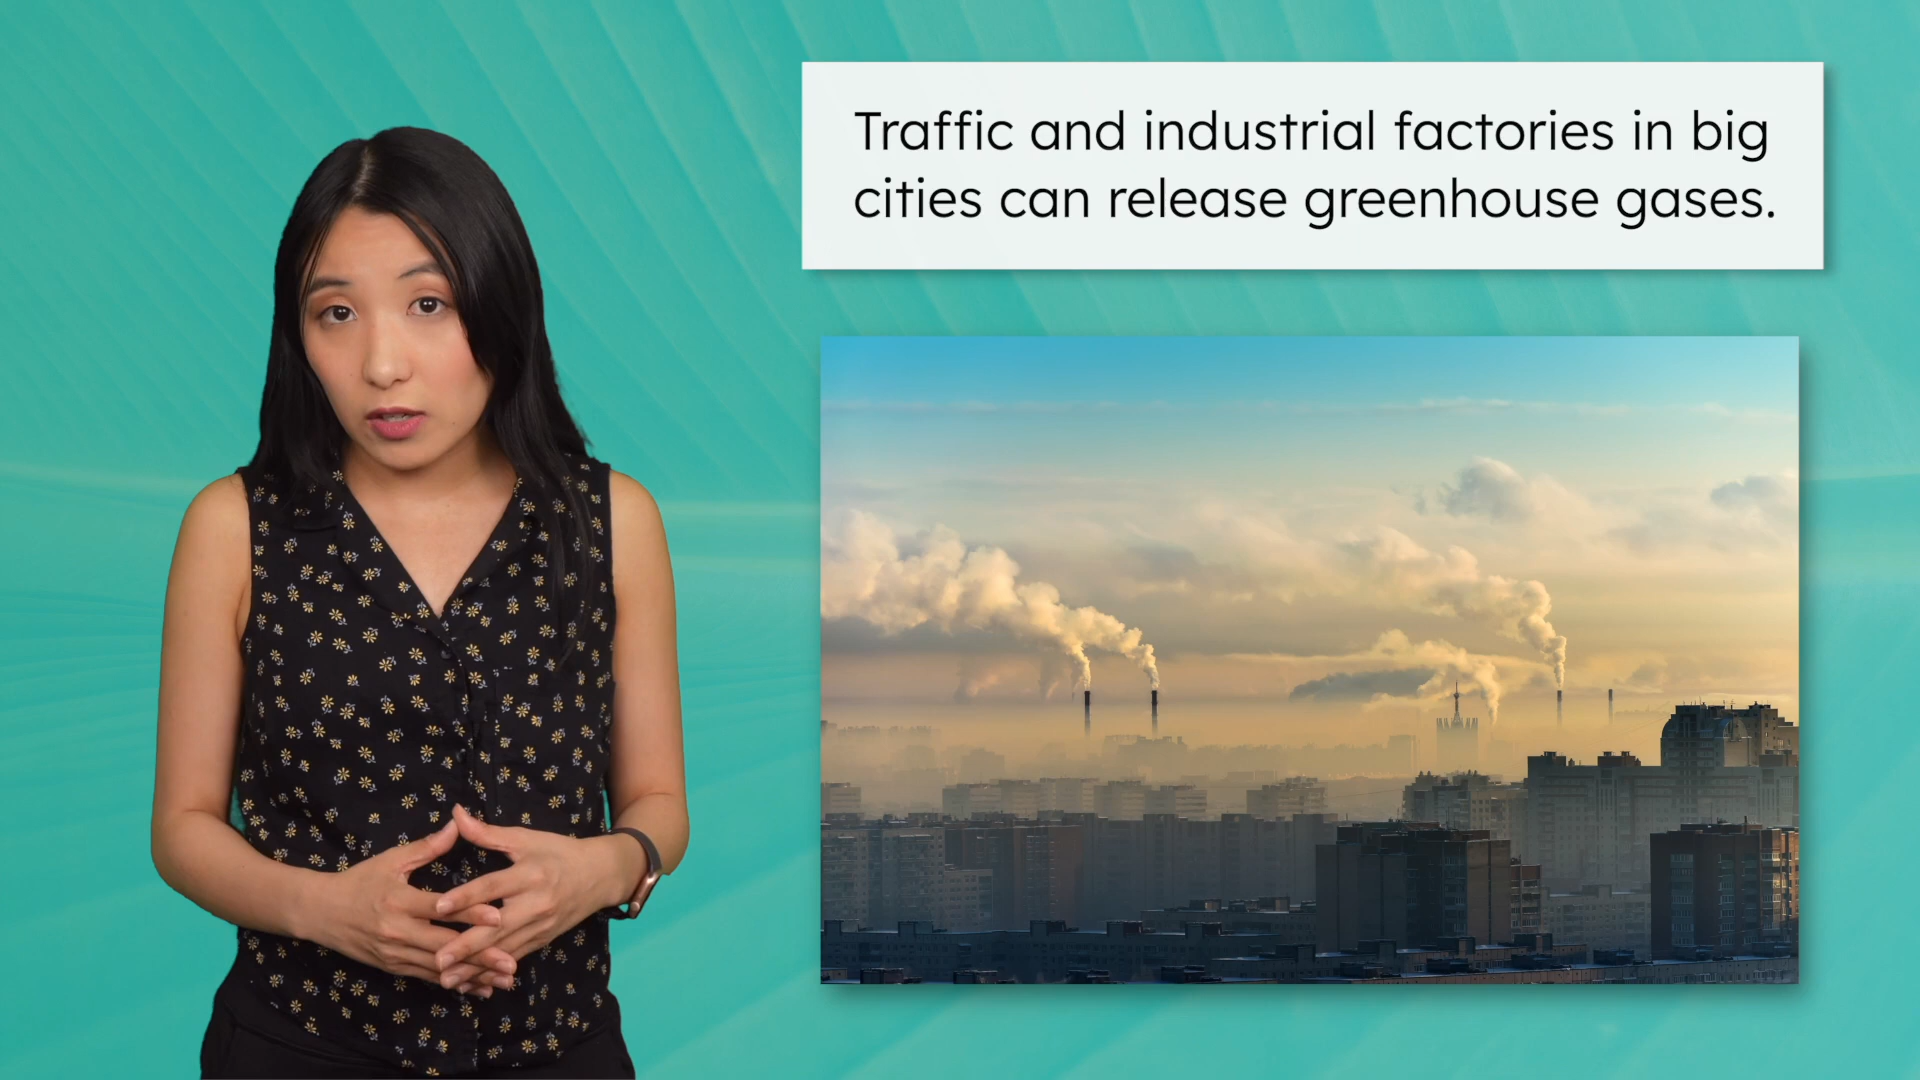 Traffic and industrial factories in big
cities can release greenhouse gases.